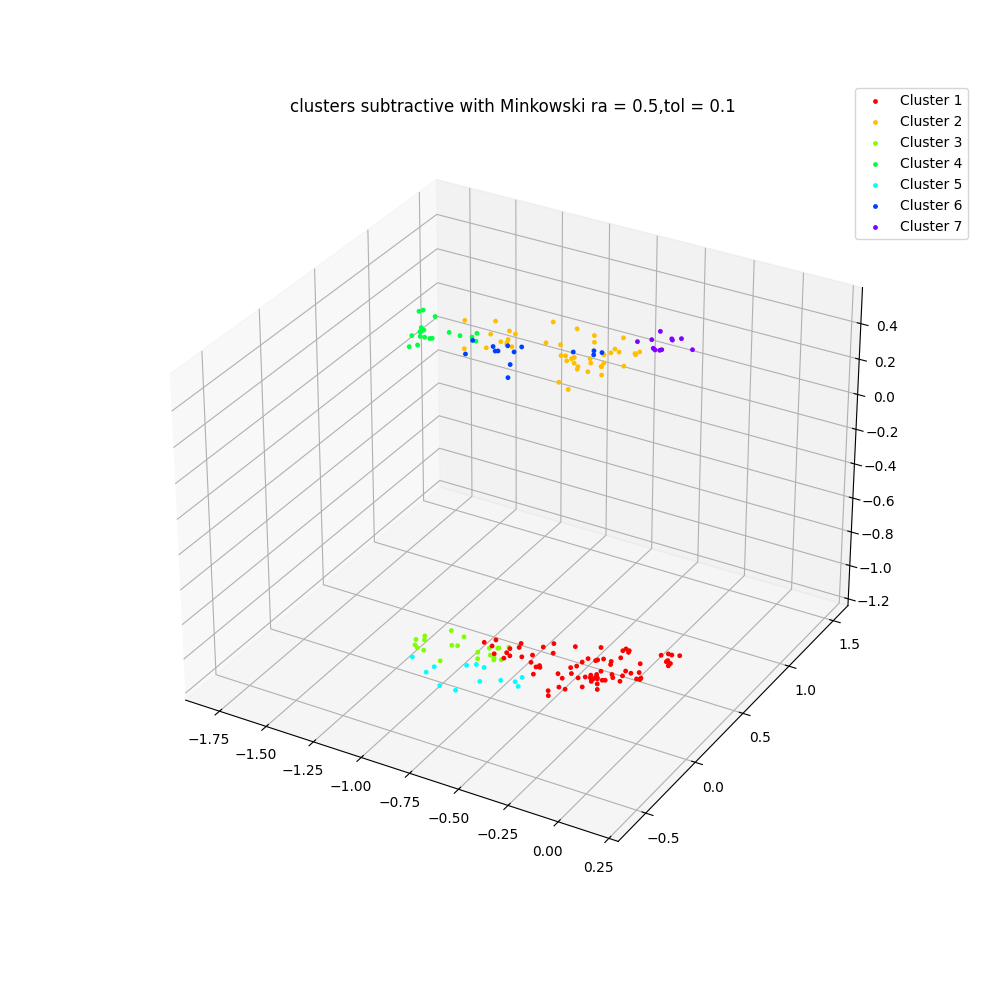 clusters subtractive with Minkowski ra = 0.5,tol = 0.1
Cluster 1
Cluster 2
Cluster 3
Cluster 4
Cluster 5
Cluster 6
Cluster 7
0.4
0.2
0.0
−0.2
−0.4
−0.6
−0.8
−1.0
−1.2
1.5
1.0
0.5
0.0
−0.5
−1.75
−1.50
−1.25
−1.00
−0.75
−0.50
−0.25
0.00
0.25